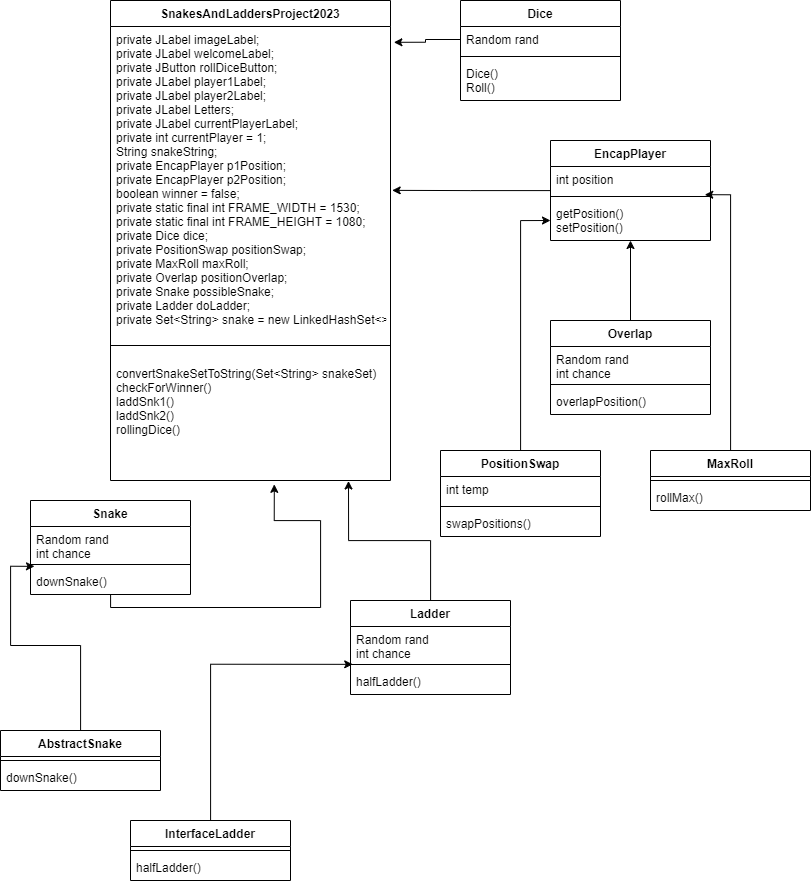 SnakesAndLaddersProject2023
private JLabel imageLabel;
private JLabel welcomeLabel;
private JButton rollDiceButton;
private JLabel player1Label;
private JLabel player2Label;
private JLabel Letters;
private JLabel currentPlayerLabel;
private int currentPlayer = 1;
String snakeString;
private EncapPlayer p1Position;
private EncapPlayer p2Position;
boolean winner = false;
private static final int FRAME_WIDTH = 1530;
private static final int FRAME_HEIGHT = 1080;
private Dice dice;
private PositionSwap positionSwap;
private MaxRoll maxRoll;
private Overlap positionOverlap;
private Snake possibleSnake;
private Ladder doLadder;
private Set<String> snake = new LinkedHashSet<>
convertSnakeSetToString(Set<String> snakeSet)
checkForWinner()
laddSnk1()
laddSnk2()
rollingDice()
Dice
Random rand
Dice()
Roll()
EncapPlayer
int position
getPosition()
setPosition()
Overlap
Random rand
int chance
overlapPosition()
PositionSwap
int temp
swapPositions()
MaxRoll
rollMax()
Snake
Random rand
int chance
downSnake()
Ladder
Random rand
int chance
halfLadder()
AbstractSnake
downSnake()
InterfaceLadder
halfLadder()